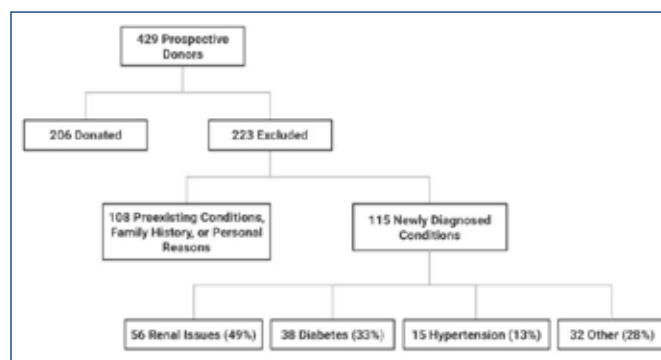 429 Prospective
Donors
206 Donated
223 Excluded
108 Preexisting Conditions,
Family History, or Personal
Reasons
115 Newly Diagnosed
Conditions
56 Renal Issues (49%)
38 Diabetes (33%)
15 Hypertension (13%)
32 Other (28%)